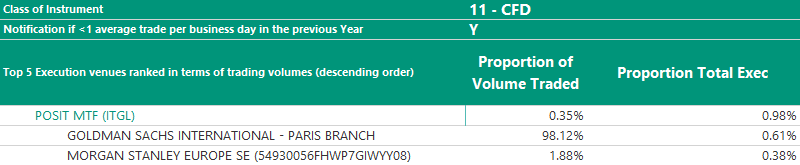 Class of Instrument 11 - CFD
Notification if <1 average trade per business day in the previous Year Y
Top 5 Execution venues ranked in terms of trading volumes (descending order) Proportion of Volume Traded Proportion Total Exec
POSIT MTF (ITGL) 0.35% 0.98%
GOLDMAN SACHS INTERNATIONAL - PARIS BRANCH 98.12% 0.61%
MORGAN STANLEY EUROPE SE (54930056FHWP7GIWYY08) 1.88% 0.38%